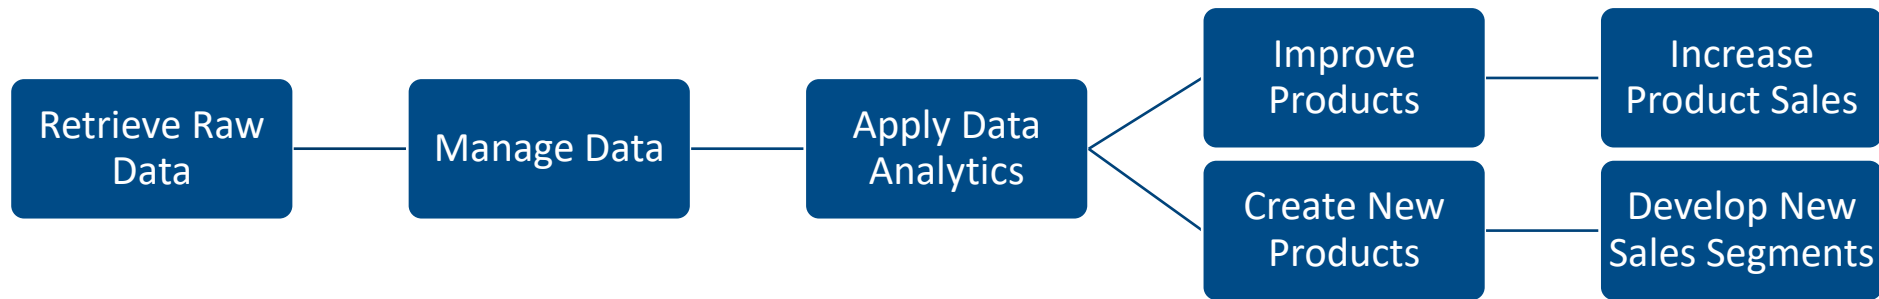 Retrieve Raw
Data
Manage Data
Apply Data
Analytics
Improve
Products
Increase
Product Sales
Create New
Products
Develop New
Sales Segments